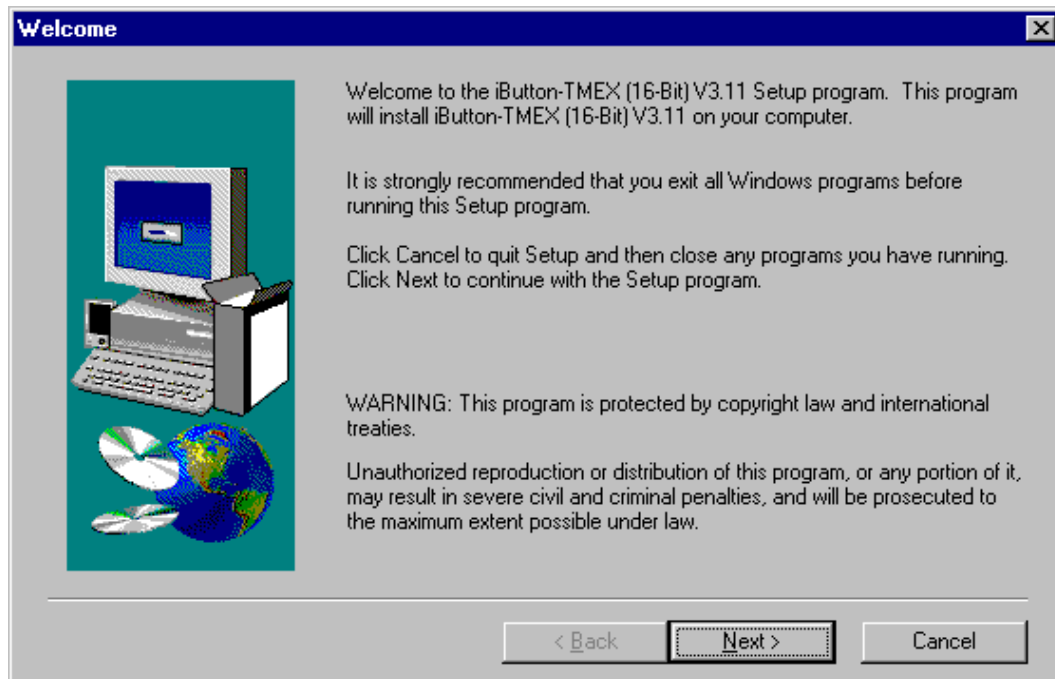 Welcome
Welcome to the iButton-TMEX (16-Bit) V3.11 Setup program.  This program
will install iButton-TMEX (16-Bit) V3.11 on your computer.
It is strongly recommended that you exit all Windows programs before
running this Setup program.
Click Cancel to quit Setup and then close any programs you have running.
Click Next to continue with the Setup program.
WARNING: This program is protected by copyright law and international
treaties.
Unauthorized reproduction or distribution of this program, or any portion of it,
may result in severe civil and criminal penalties, and will be prosecuted to
the maximum extent possible under law.
< Back Next > Cancel